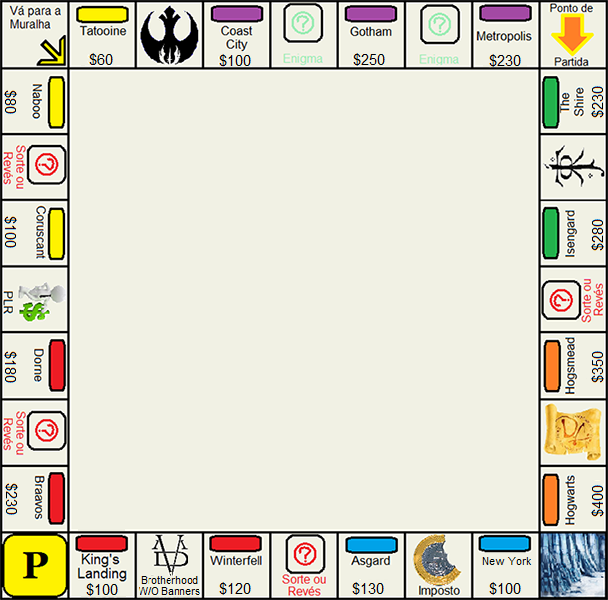 Vá para a
Muralha
Tatooine
$60
Coast
City
$100
Enigma
Gotham
$250
Enigma
Metropolis
$230
Ponto de
Partida
The
Shire
$230
Isengard
$280
Sorte ou
Revés
Hogsmead
$350
DA
Hogwarts
$400
New York
$100
Imposto
Asgard
$130
Sorte ou
Revés
Winterfell
$120
Brotherhood
W/O Banners
King's
Landing
$100
P
Braavos
$230
Sorte ou
Revés
Dorne
$180
PLR
$
Coruscant
$100
Sorte ou
Revés
Naboo
$80